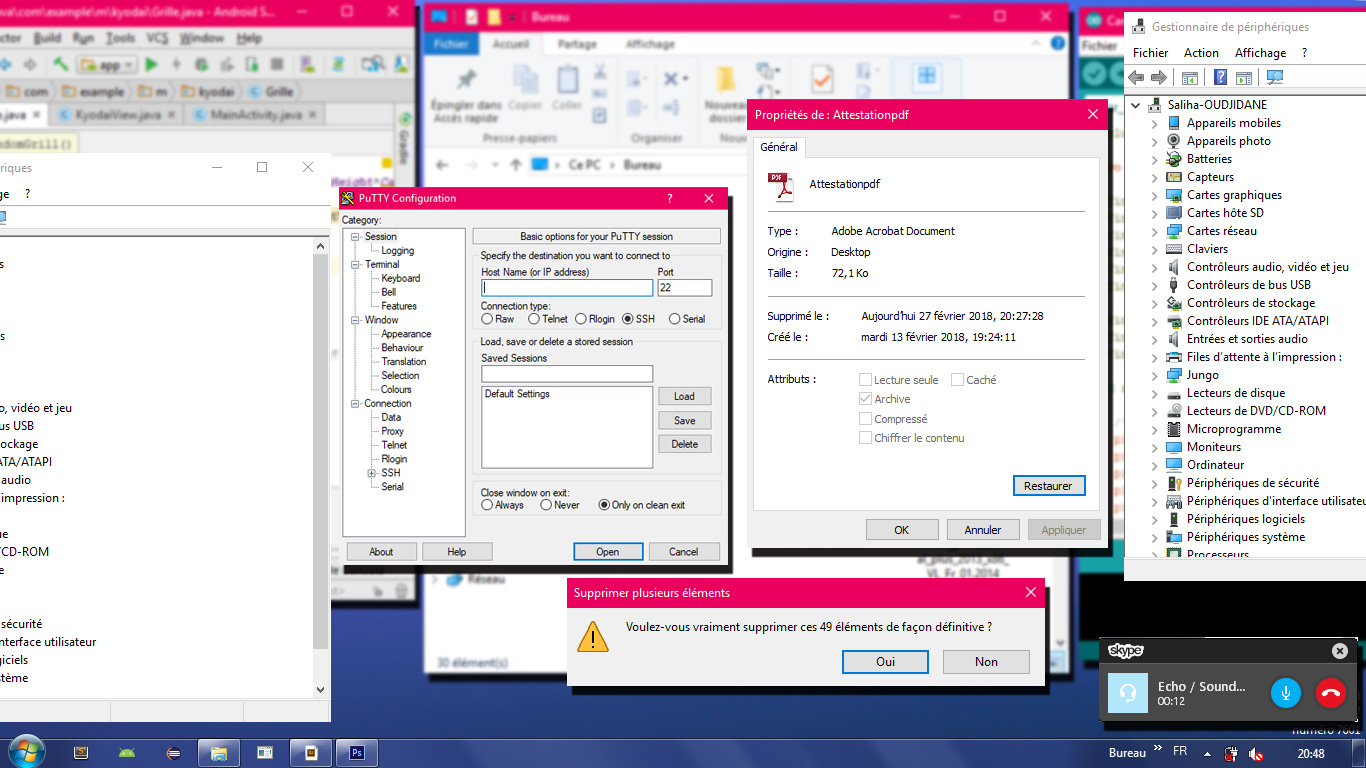 ava\com\example\m\kyodai\Grille.java - Android S...
ctor Build Run Tools VCS Window Help
app
com example m kyodai Grille
e.java KyodaiView.java MainActivity.java
ndomGrill()
Gradle
Bureau
Fichier Accueil Partage Affichage
Épingler dans
Accès rapide
Copier Coller
Nouveau
dossier
Presse-papiers Organiser
Ce PC Bureau
Réseau
30 élément(s)
al_plus_2013_x86_
VL_Fr_01.2014
Fichier
riques
ge ?
s
s
o, vidéo et jeu
us USB
tockage
ATA/ATAPI
audio
l'impression :
ue
CD-ROM
e
sécurité
interface utilisateur
giciels
stème
PuTTY Configuration ?
Category:
Session
Logging
Terminal
Keyboard
Bell
Features
Window
Appearance
Behaviour
Translation
Selection
Colours
Connection
Data
Proxy
Telnet
Rlogin
SSH
Serial
Basic options for your PuTTY session
Specify the destination you want to connect to
Host Name (or IP address) Port
22
Connection type:
Raw Telnet Rlogin SSH Serial
Load, save or delete a stored session
Saved Sessions
Default Settings
Load
Save
Delete
Close window on exit:
Always Never Only on clean exit
About Help Open Cancel
Propriétés de : Attestationpdf
Général
PDF
Attestationpdf
Type : Adobe Acrobat Document
Origine : Desktop
Taille : 72,1 Ko
Supprimé le : Aujourd'hui 27 février 2018, 20:27:28
Créé le : mardi 13 février 2018, 19:24:11
Attributs : Lecture seule Caché
Archive
Compressé
Chiffrer le contenu
Restaurer
OK Annuler Appliquer
Supprimer plusieurs éléments
Voulez-vous vraiment supprimer ces 49 éléments de façon définitive ?
Oui Non
Gestionnaire de périphériques
Fichier Action Affichage ?
Saliha-OUDJIDANE
Appareils mobiles
Appareils photo
Batteries
Capteurs
Cartes graphiques
Cartes hôte SD
Cartes réseau
Claviers
Contrôleurs audio, vidéo et jeu
Contrôleurs de bus USB
Contrôleurs de stockage
Contrôleurs IDE ATA/ATAPI
Entrées et sorties audio
Files d'attente à l'impression :
Jungo
Lecteurs de disque
Lecteurs de DVD/CD-ROM
Microprogramme
Moniteurs
Ordinateur
Périphériques de sécurité
Périphériques d'interface utilisateu
Périphériques logiciels
Périphériques système
Processeurs
skype
Echo / Sound...
00:12
numéro 7601
Ps
Bureau » FR 20:48